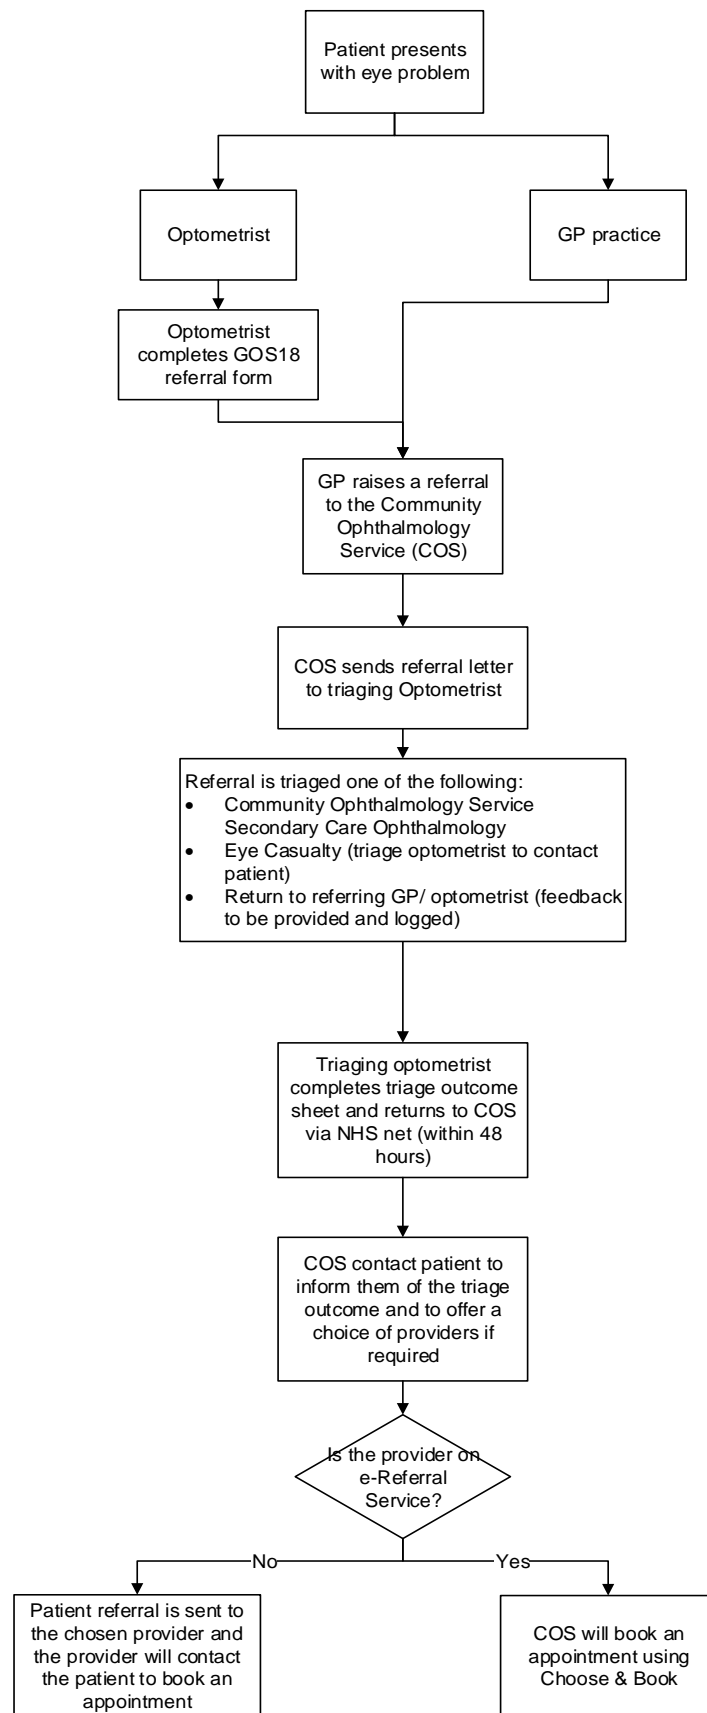 Patient presents
with eye problem
Optometrist
GP practice
Optometrist
completes GOS18
referral form
GP raises a referral
to the Community
Ophthalmology
Service (COS)
COS sends referral letter
to triaging Optometrist
Referral is triaged one of the following:
• Community Ophthalmology Service
Secondary Care Ophthalmology
• Eye Casualty (triage optometrist to contact
patient)
• Return to referring GP/ optometrist (feedback
to be provided and logged)
Triaging optometrist
completes triage outcome
sheet and returns to COS
via NHS net (within 48
hours)
COS contact patient to
inform them of the triage
outcome and to offer a
choice of providers if
required
Is the provider on
e-Referral
Service?
No
Yes
Patient referral is sent to
the chosen provider and
the provider will contact
the patient to book an
appointment
COS will book an
appointment using
Choose & Book